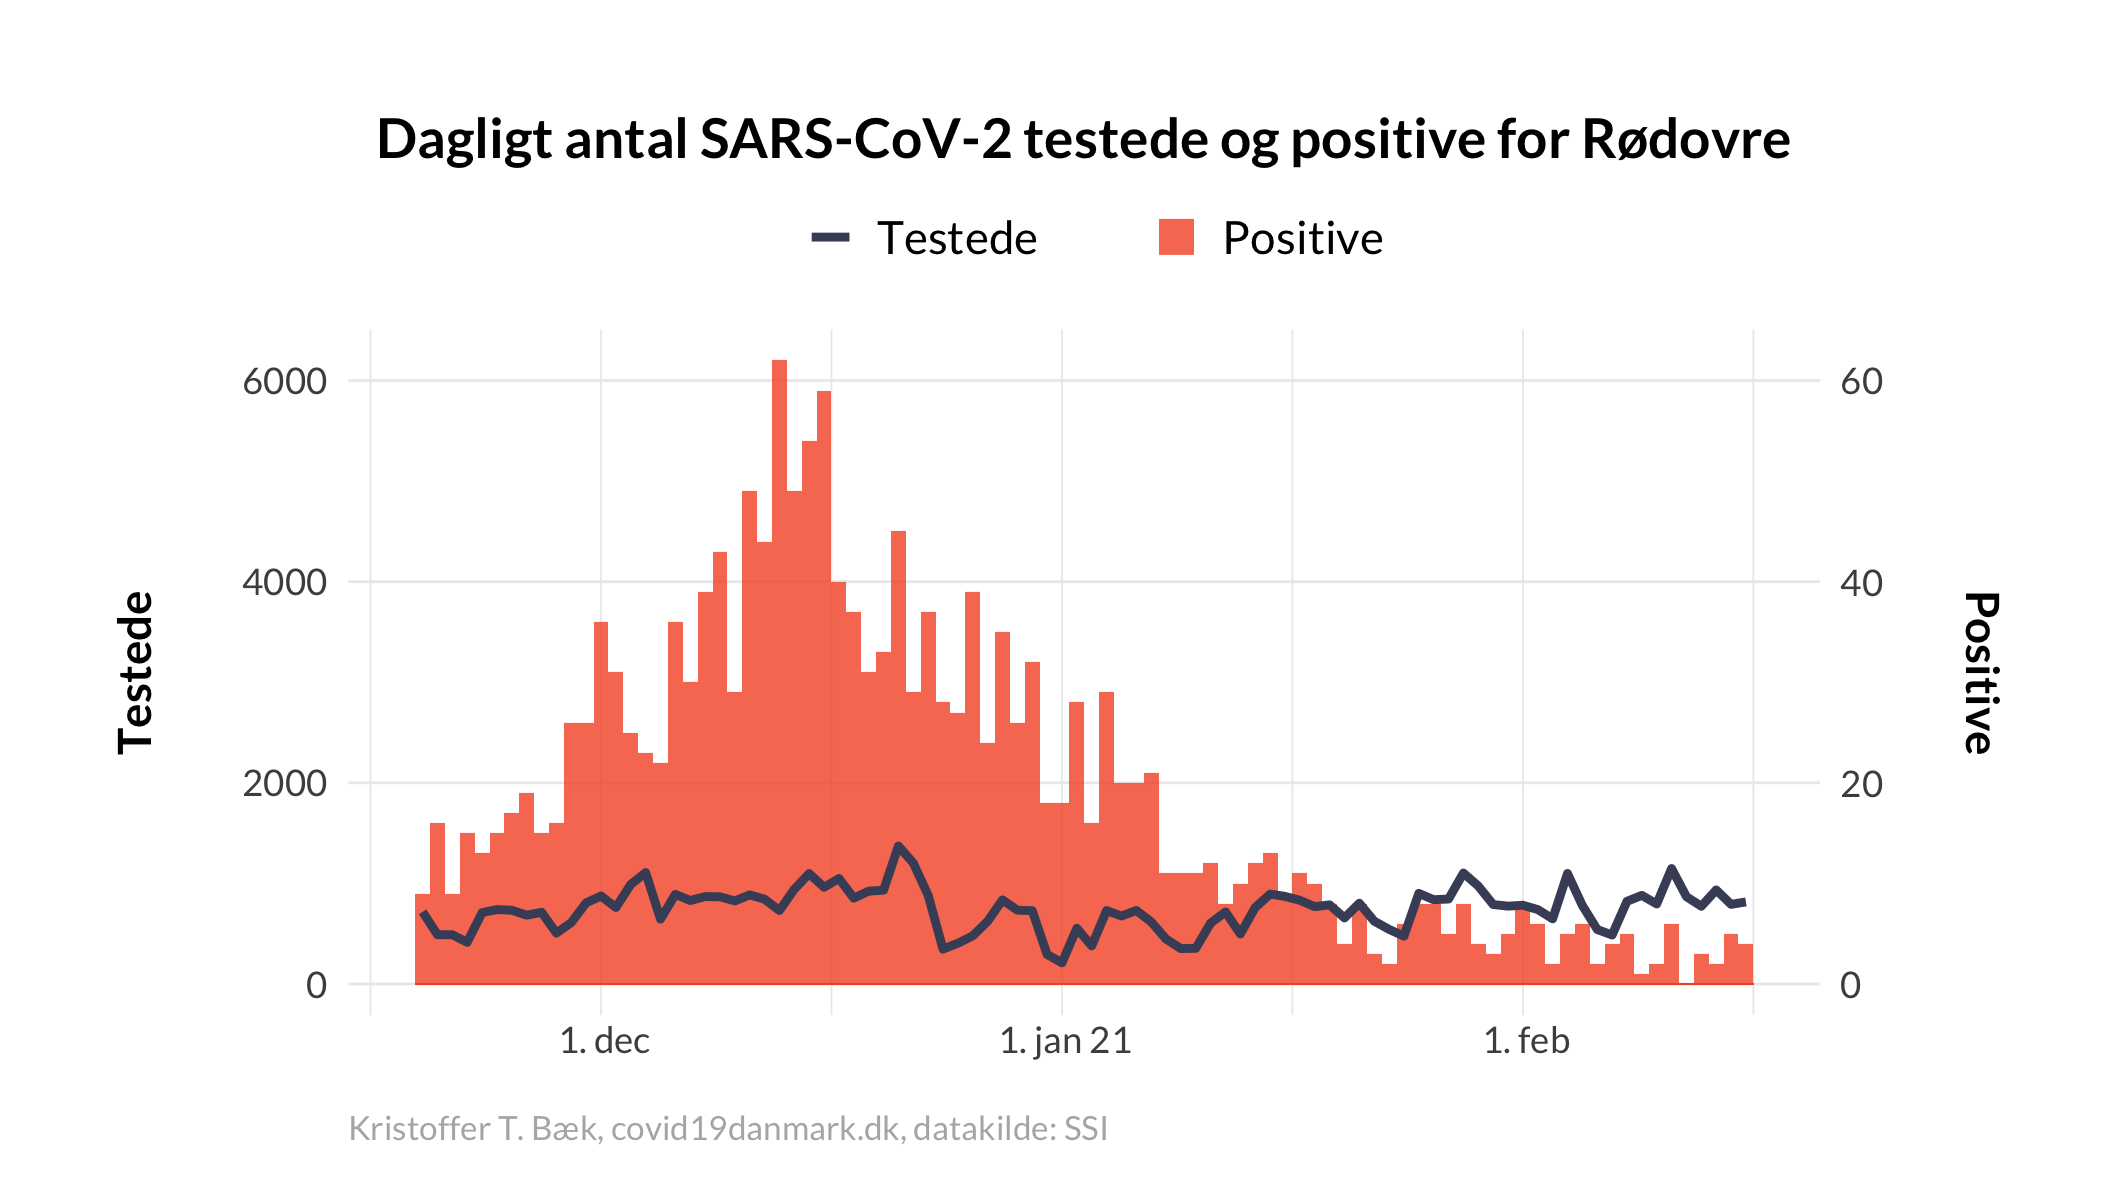 Dagligt antal SARS-CoV-2 testede og positive for Rødovre
Testede
Positive
6000
4000
2000
0
Testede
60
40
20
0
Positive
1. dec
1. jan 21
1. feb
Kristoffer T. Bæk, covid19danmark.dk, datakilde: SSI